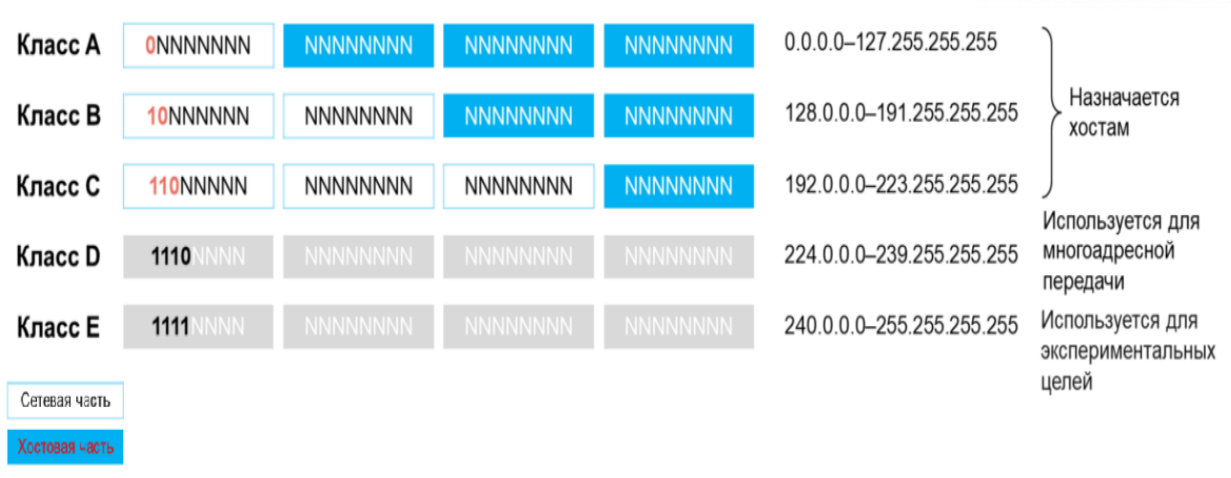 Класс A 0NNNNNNN NNNNNNNN NNNNNNNN NNNNNNNN 0.0.0.0–127.255.255.255
Класс B 10NNNNNN NNNNNNNN NNNNNNNN NNNNNNNN 128.0.0.0–191.255.255.255
Назначается
хостам
Класс C 110NNNNN NNNNNNNN NNNNNNNN NNNNNNNN 192.0.0.0–223.255.255.255
Класс D 1110NNNN NNNNNNNN NNNNNNNN NNNNNNNN 224.0.0.0–239.255.255.255
Используется для
многоадресной
передачи
Класс E 1111NNNN NNNNNNNN NNNNNNNN NNNNNNNN 240.0.0.0–255.255.255.255
Используется для
экспериментальных
целей
Сетевая часть
Хостовая часть